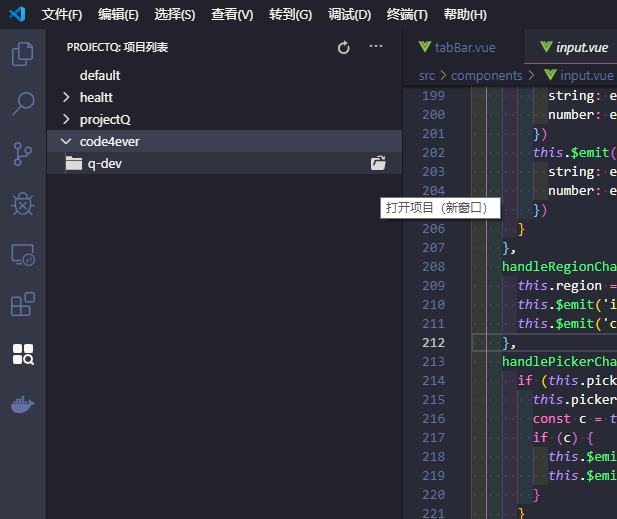 文件(F) 编辑(E) 选择(S) 查看(V) 转到(G) 调试(D) 终端(T) 帮助(H)
PROJECTQ: 项目列表
default
healtt
projectQ
code4ever
q-dev
打开项目（新窗口）
tabBar.vue input.vue
src > components > input.vue
199 string: e
200 number: e
201 })
202 this.$emit(
203 string: e
204 number: e
})
206 }
207 },
208 handleRegionCha
209 this.region =
210 this.$emit('i
211 this.$emit('c
212 },
213 handlePickerCha
214 if (this.pick
215 this.picker
216 const c = t
217 if (c) {
218 this.$emi
219 this.$emi
220 }
221 }